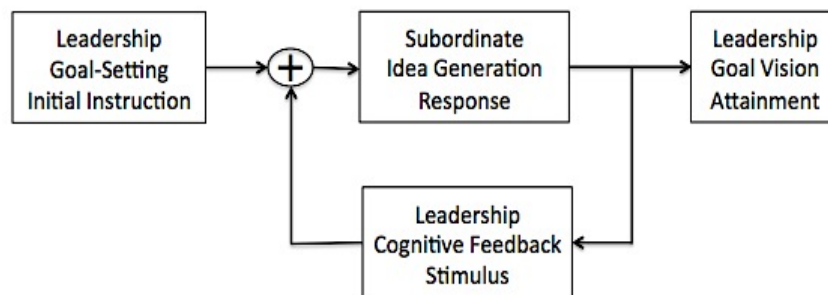 Leadership
Goal-Setting
Initial Instruction
+
Subordinate
Idea Generation
Response
Leadership
Goal Vision
Attainment
Leadership
Cognitive Feedback
Stimulus